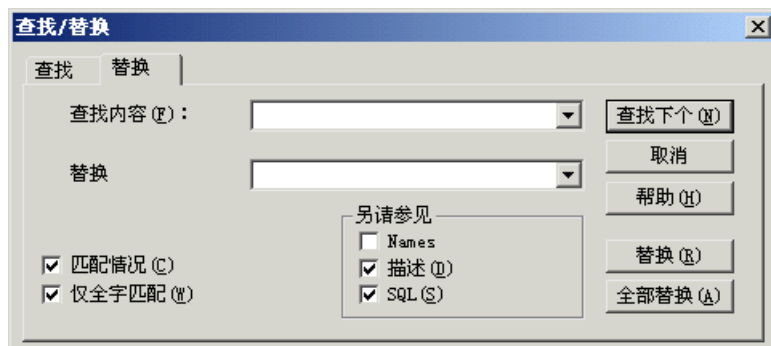 查找/替换
查找 替换
查找内容(F)： 查找下个(N)
取消
替换
帮助(H)
另请参见
Names
匹配情况(C) 描述(D) 替换(R)
仅全字匹配(W) SQL(S) 全部替换(A)